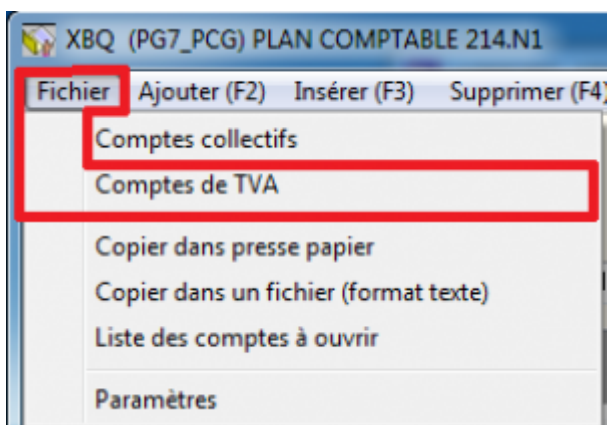 XBQ (PG7_PCG) PLAN COMPTABLE 214.N1
Fichier Ajouter (F2) Insérer (F3) Supprimer (F4)
Comptes collectifs
Comptes de TVA
Copier dans presse papier
Copier dans un fichier (format texte)
Liste des comptes à ouvrir
Paramètres